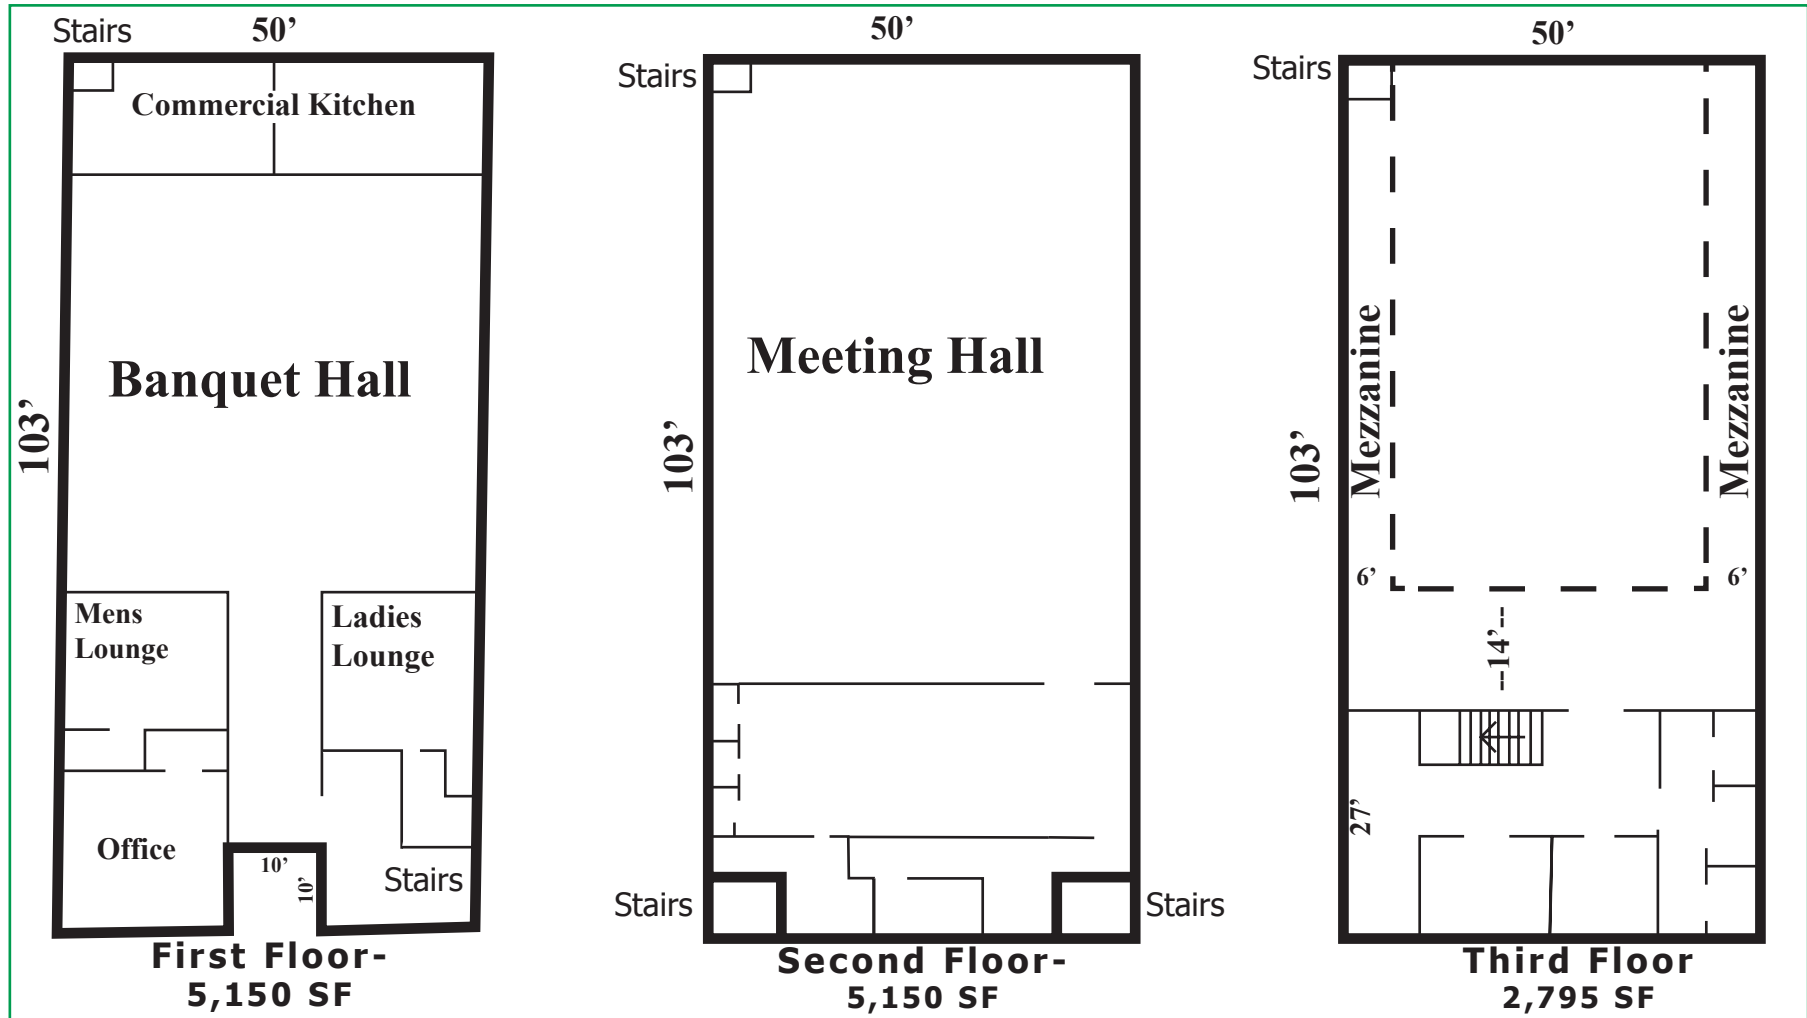 Stairs
50’
Commercial Kitchen
Banquet Hall
103’
Mens
Lounge
Ladies
Lounge
Office
10’
10’
Stairs
First Floor-
5,150 SF
50’
Stairs
Meeting Hall
103’
Stairs
Stairs
Second Floor-
5,150 SF
50’
Stairs
Mezzanine
Mezzanine
103’
6’
6’
--14’--
27’
Third Floor
2,795 SF